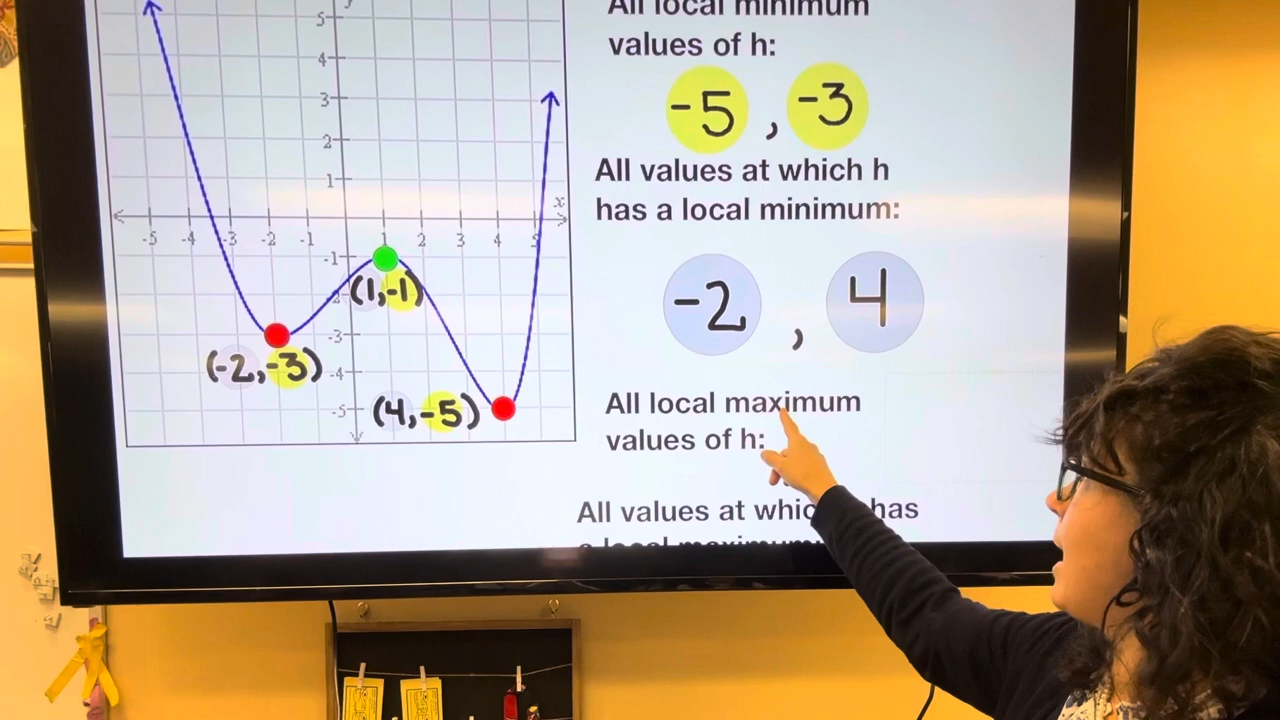 y
5
4
3
2
1
x
-5 -4 -3 -2 -1 1 2 3 4 5
-1
(1,-1)
-3
(-2,-3)
-4
-5
(4,-5)
All local minimum
values of h:
-5 , -3
All values at which h
has a local minimum:
-2 , 4
All local maximum
values of h:
All values at which has
a local maximum